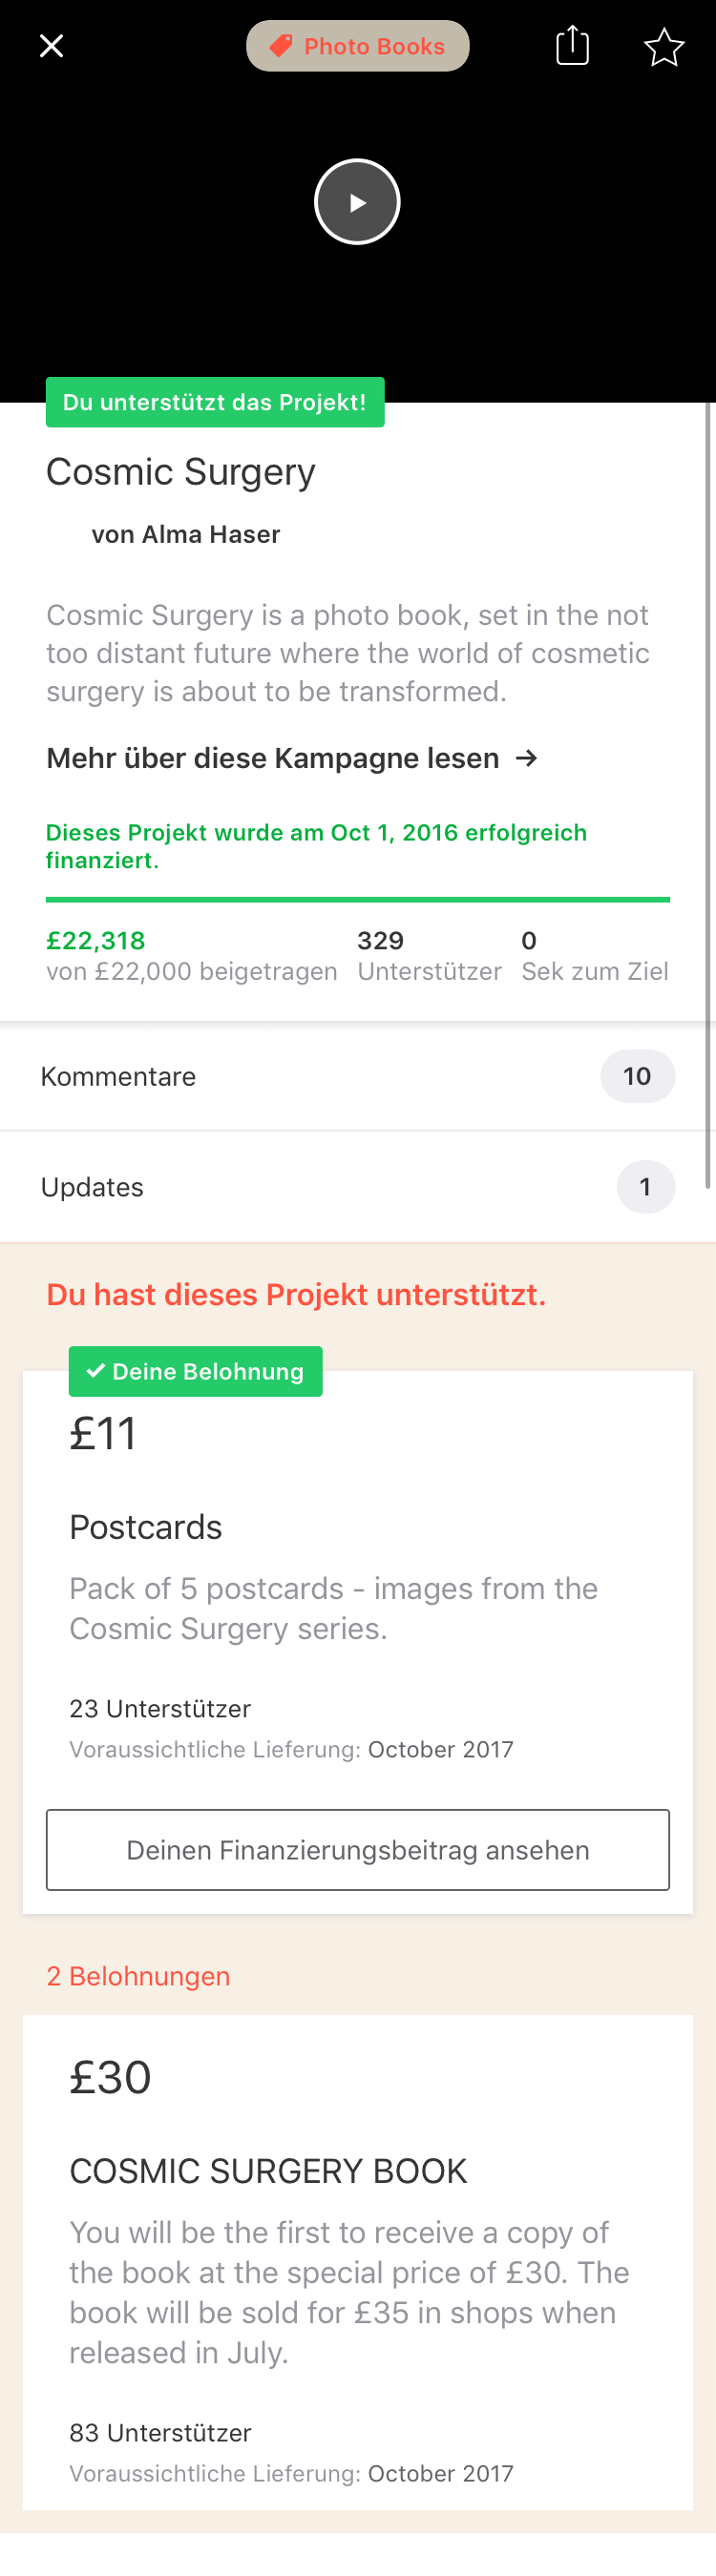 Photo Books
Du unterstützt das Projekt!
Cosmic Surgery
von Alma Haser
Cosmic Surgery is a photo book, set in the not
too distant future where the world of cosmetic
surgery is about to be transformed.
Mehr über diese Kampagne lesen →
Dieses Projekt wurde am Oct 1, 2016 erfolgreich
finanziert.
£22,318 329 0
von £22,000 beigetragen Unterstützer Sek zum Ziel
Kommentare 10
Updates 1
Du hast dieses Projekt unterstützt.
✓ Deine Belohnung
£11
Postcards
Pack of 5 postcards - images from the
Cosmic Surgery series.
23 Unterstützer
Voraussichtliche Lieferung: October 2017
Deinen Finanzierungsbeitrag ansehen
2 Belohnungen
£30
COSMIC SURGERY BOOK
You will be the first to receive a copy of
the book at the special price of £30. The
book will be sold for £35 in shops when
released in July.
83 Unterstützer
Voraussichtliche Lieferung: October 2017